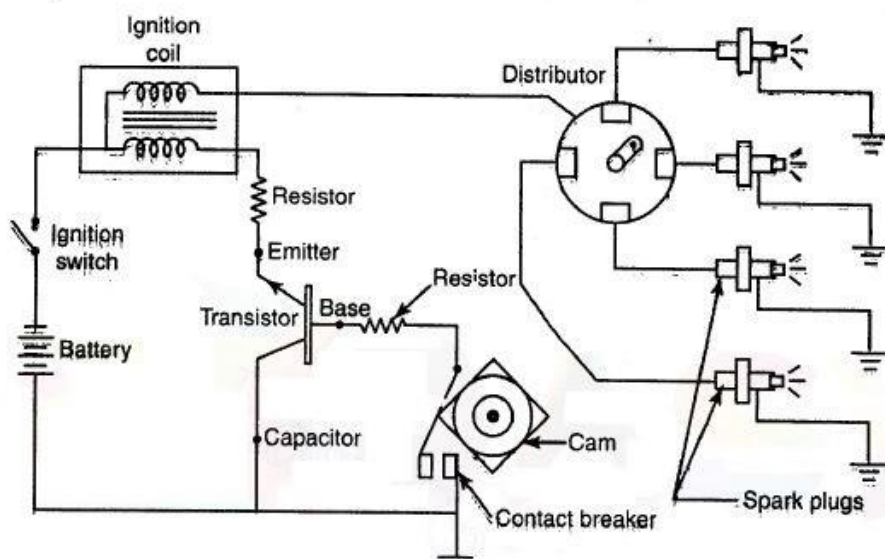 Ignition
coil
Distributor
Resistor
Ignition
switch
Emitter
Resistor
Base
Transistor
Battery
Capacitor
Cam
Contact breaker
Spark plugs